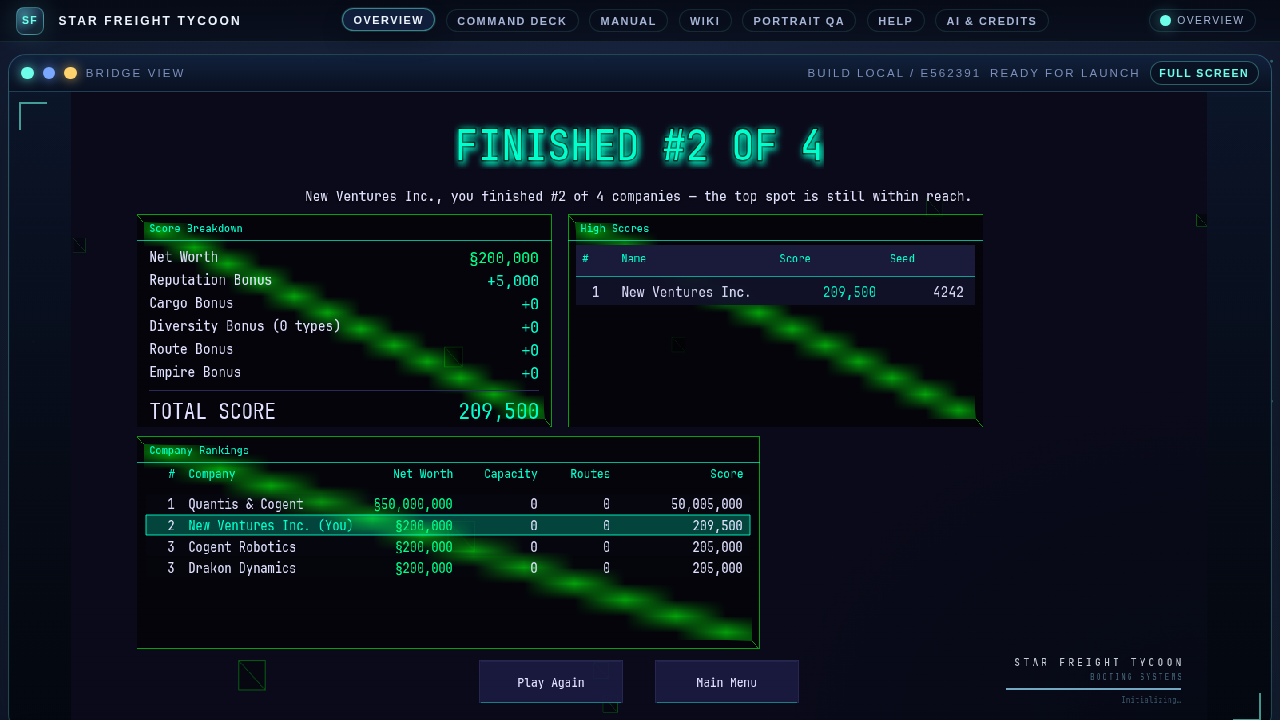 SF STAR FREIGHT TYCOON OVERVIEW COMMAND DECK MANUAL WIKI PORTRAIT QA HELP AI & CREDITS OVERVIEW
BRIDGE VIEW BUILD LOCAL / E562391 READY FOR LAUNCH FULL SCREEN
FINISHED #2 OF 4
New Ventures Inc., you finished #2 of 4 companies — the top spot is still within reach.
Score Breakdown
Net Worth §200,000
Reputation Bonus +5,000
Cargo Bonus +0
Diversity Bonus (0 types) +0
Route Bonus +0
Empire Bonus +0
TOTAL SCORE 209,500
High Scores
# Name Score Seed
1 New Ventures Inc. 209,500 4242
Company Rankings
# Company Net Worth Capacity Routes Score
1 Quantis & Cogent §50,000,000 0 0 50,005,000
2 New Ventures Inc. (You) §200,000 0 0 209,500
3 Cogent Robotics §200,000 0 0 205,000
3 Drakon Dynamics §200,000 0 0 205,000
Play Again Main Menu
STAR FREIGHT TYCOON
BOOTING SYSTEMS
Initializing…